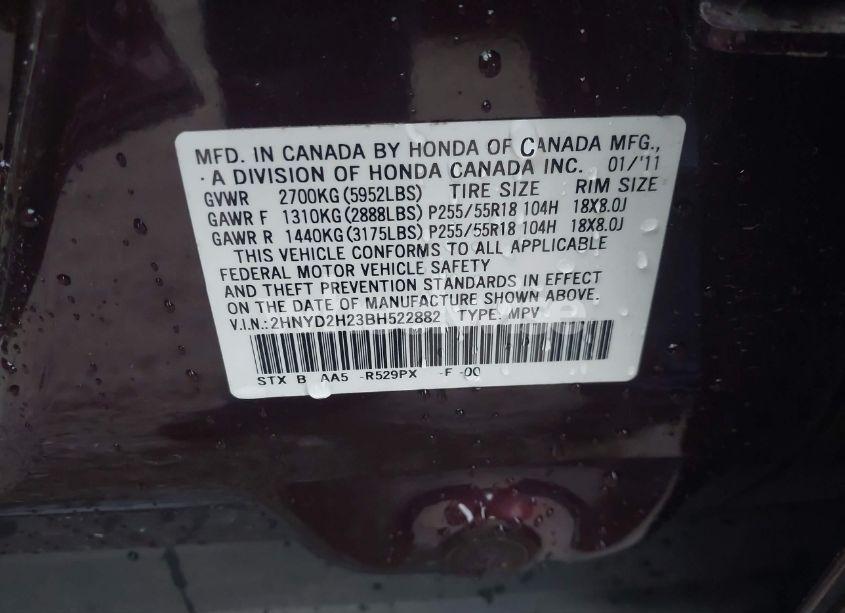 MFD. IN CANADA BY HONDA OF CANADA MFG.,
A DIVISION OF HONDA CANADA INC. 01/'11
GVWR 2700KG(5952LBS) TIRE SIZE RIM SIZE
GAWR F 1310KG(2888LBS) P255/55R18 104H 18X8.0J
GAWR R 1440KG(3175LBS) P255/55R18 104H 18X8.0J
THIS VEHICLE CONFORMS TO ALL APPLICABLE
FEDERAL MOTOR VEHICLE SAFETY
AND THEFT PREVENTION STANDARDS IN EFFECT
ON THE DATE OF MANUFACTURE SHOWN ABOVE.
V.I.N.:2HNYD2H23BH522882 TYPE: MPV
STX B AA5 -R529PX -F -00